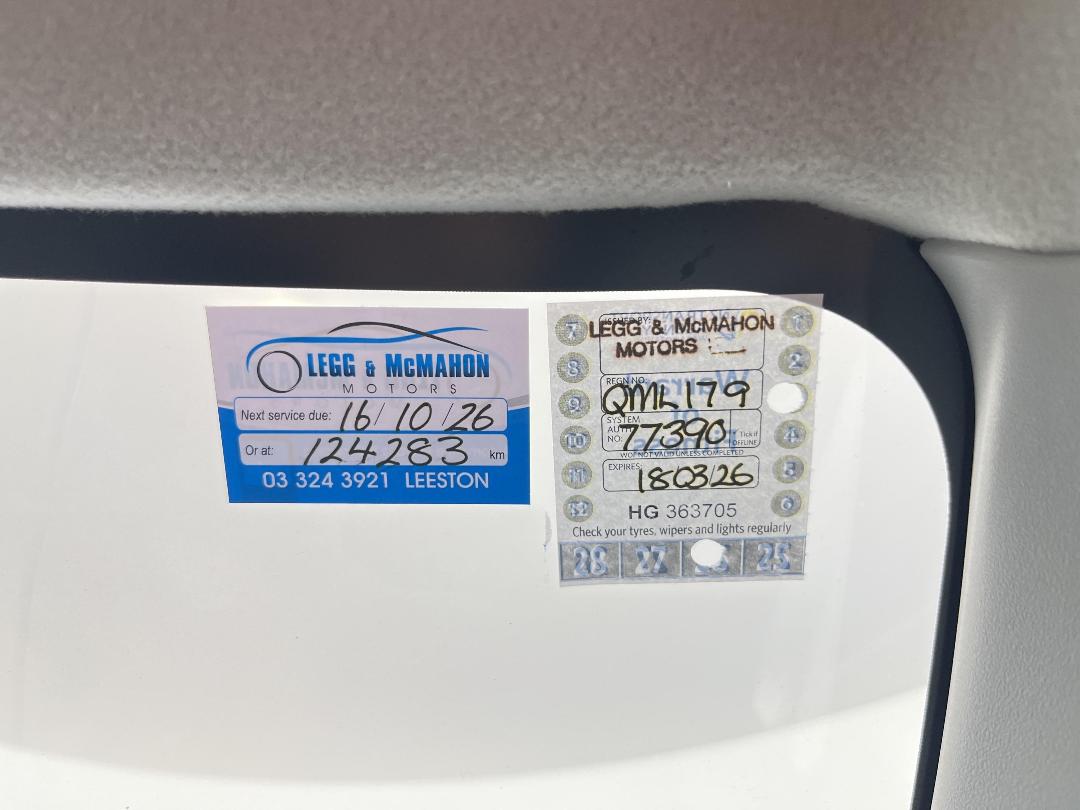 LEGG & McMAHON
MOTORS
Next service due: 16/10/26
Or at: 124283 km
03 324 3921 LEESTON
ISSUED BY:
LEGG & McMAHON
MOTORS
REGN NO.
QML179
SYSTEM
AUTH
NO: 77390 Tick if
OFFLINE
WOF NOT VALID UNLESS COMPLETED
EXPIRES: 180326
HG 363705
Check your tyres, wipers and lights regularly
7 1
8 2
9
10 4
11 5
12 6
28 27 25